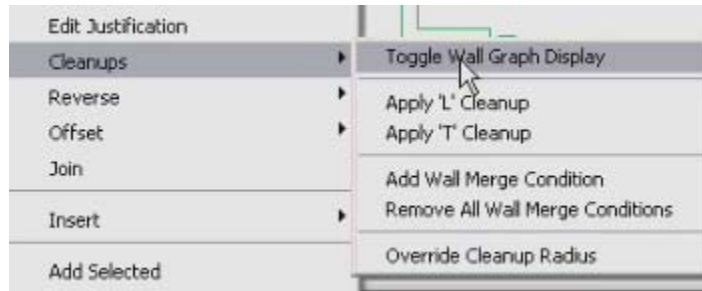 Edit Justification
Cleanups
Reverse
Offset
Join
Insert
Add Selected
Toggle Wall Graph Display
Apply 'L' Cleanup
Apply 'T' Cleanup
Add Wall Merge Condition
Remove All Wall Merge Conditions
Override Cleanup Radius